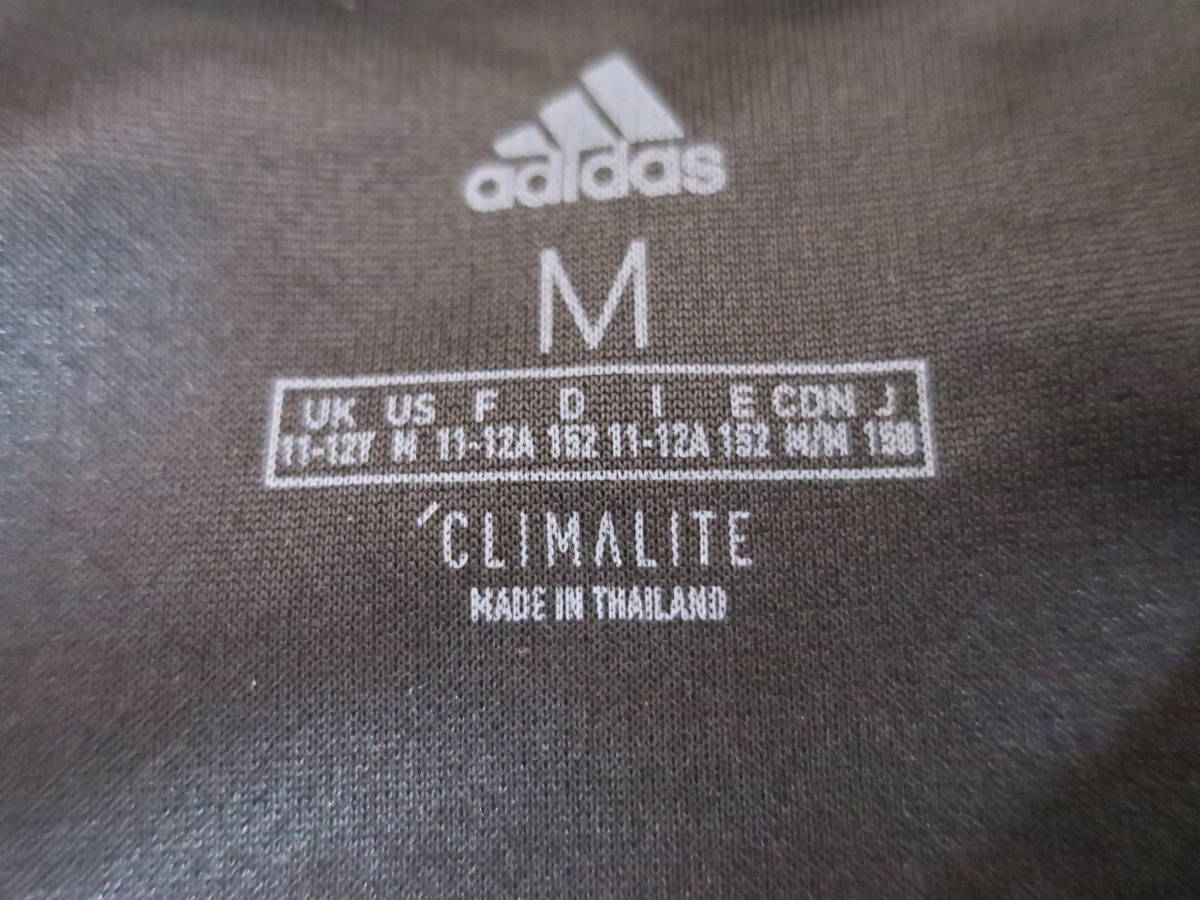 adidas
M
UK US F D I E CDN J
11-12Y M 11-12A 152 11-12A 152 M/M 150
CLIMALITE
MADE IN THAILAND